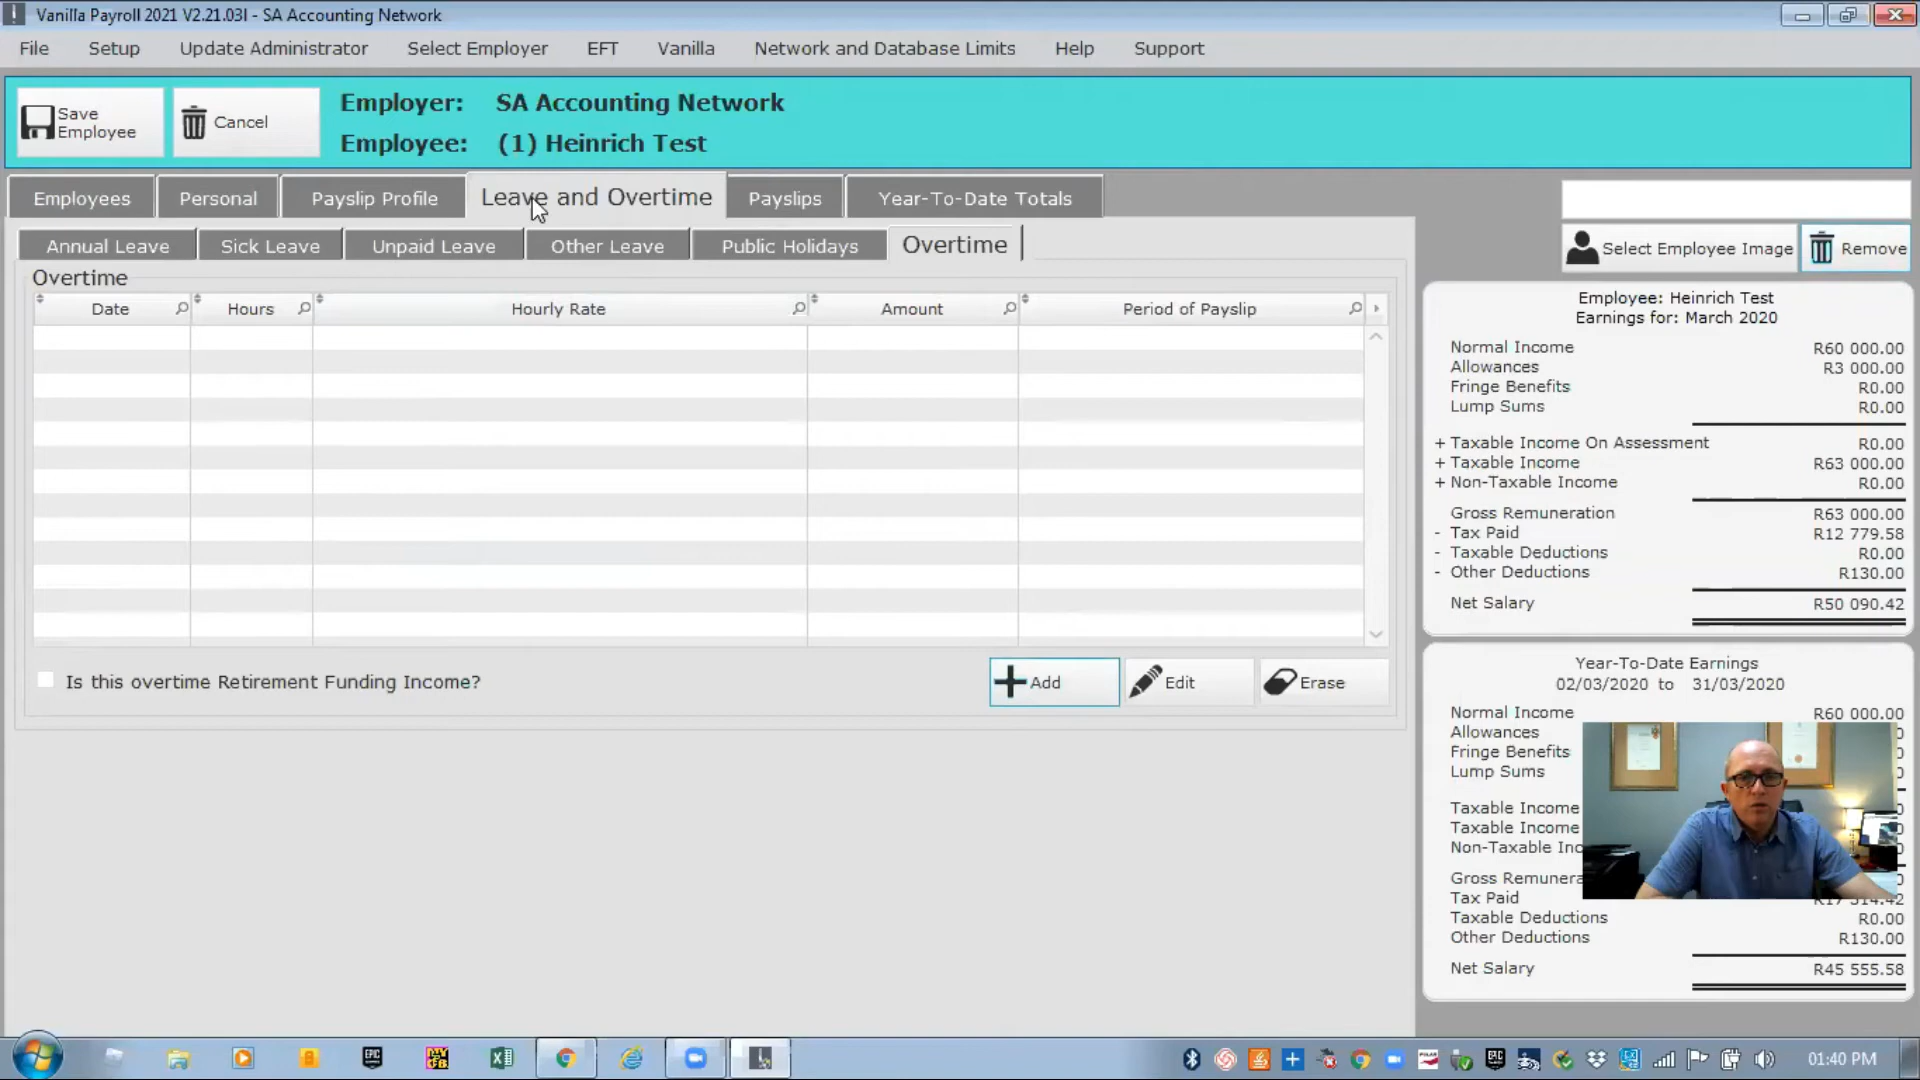 Vanilla Payroll 2021 V2.21.03I - SA Accounting Network
File Setup Update Administrator Select Employer EFT Vanilla Network and Database Limits Help Support
Save Employee
Cancel
Employer: SA Accounting Network
Employee: (1) Heinrich Test
Employees Personal Payslip Profile Leave and Overtime Payslips Year-To-Date Totals
Annual Leave Sick Leave Unpaid Leave Other Leave Public Holidays Overtime
Select Employee Image Remove
Overtime
Date Hours Hourly Rate Amount Period of Payslip
Is this overtime Retirement Funding Income?
Add Edit Erase
Employee: Heinrich Test
Earnings for: March 2020
Normal Income R60 000.00
Allowances R3 000.00
Fringe Benefits R0.00
Lump Sums R0.00
+ Taxable Income On Assessment R0.00
+ Taxable Income R63 000.00
+ Non-Taxable Income R0.00
Gross Remuneration R63 000.00
- Tax Paid R12 779.58
- Taxable Deductions R0.00
- Other Deductions R130.00
Net Salary R50 090.42
Year-To-Date Earnings
02/03/2020 to 31/03/2020
Normal Income R60 000.00
Allowances
Fringe Benefits
Lump Sums
Taxable Income
Taxable Income
Non-Taxable Inc
Gross Remunera
Tax Paid
Taxable Deductions R0.00
Other Deductions R130.00
Net Salary R45 555.58
EPIC
EPIC
01:40 PM